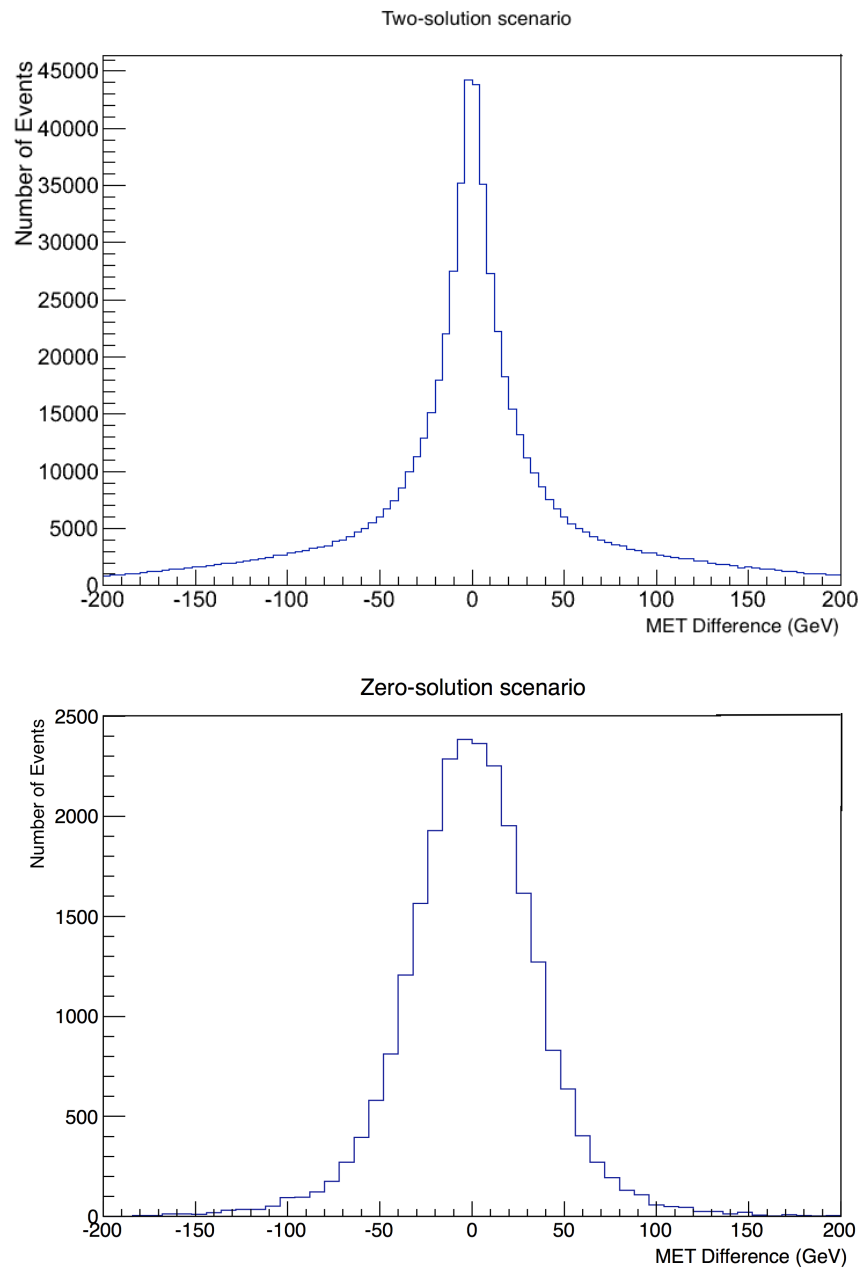 Two-solution scenario
Number of Events
45000
40000
35000
30000
25000
20000
15000
10000
5000
0
-200 -150 -100 -50 0 50 100 150 200
MET Difference (GeV)
Zero-solution scenario
Number of Events
2500
2000
1500
1000
500
0
-200 -150 -100 -50 0 50 100 150 200
MET Difference (GeV)